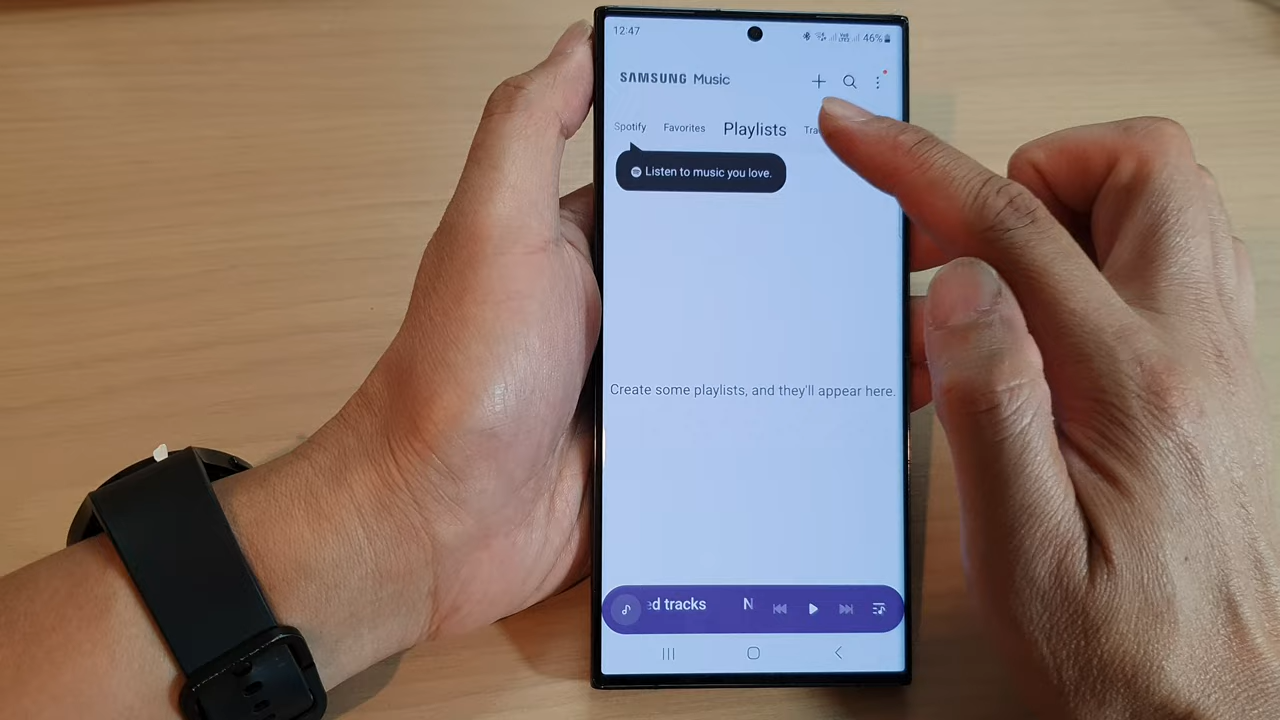 12:47
46%
SAMSUNG Music
Spotify Favorites Playlists
Listen to music you love.
Create some playlists, and they'll appear here.
tracks N